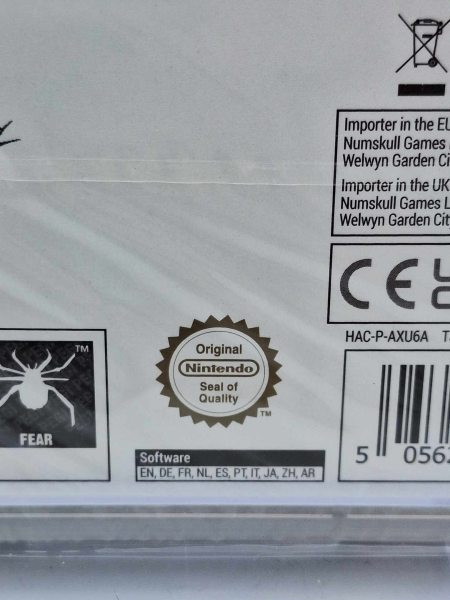 Importer in the EU
Numskull Games
Welwyn Garden
Importer in the UK
Numskull Games
Welwyn Garden
CE
HAC-P-AXU6A
TM
FEAR
Original
Nintendo
Seal of
Quality
TM
Software
EN, DE, FR, NL, ES, PT, IT, JA, ZH, AR
5 0562